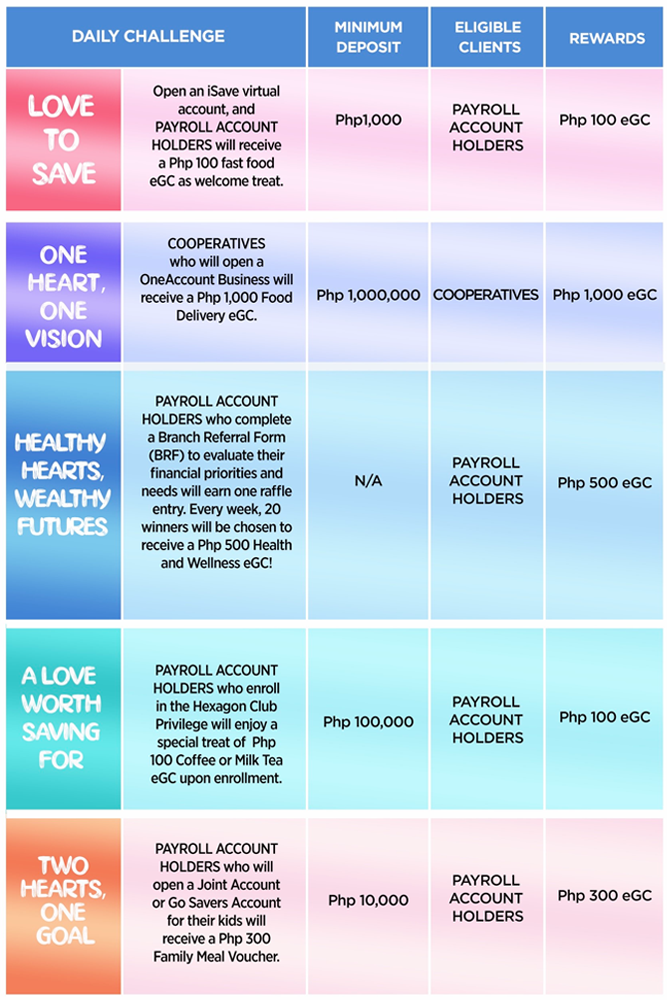 DAILY CHALLENGE
MINIMUM
DEPOSIT
ELIGIBLE
CLIENTS
REWARDS
LOVE
TO
SAVE
Open an iSave virtual
account, and
PAYROLL ACCOUNT
HOLDERS will receive
a Php 100 fast food
eGC as welcome treat.
Php1,000
PAYROLL
ACCOUNT
HOLDERS
Php 100 eGC
ONE
HEART,
ONE
VISION
COOPERATIVES
who will open a
OneAccount Business will
receive a Php 1,000 Food
Delivery eGC.
Php 1,000,000
COOPERATIVES
Php 1,000 eGC
HEALTHY
HEARTS,
WEALTHY
FUTURES
PAYROLL ACCOUNT
HOLDERS who complete
a Branch Referral Form
(BRF) to evaluate their
financial priorities and
needs will earn one raffle
entry. Every week, 20
winners will be chosen to
receive a Php 500 Health
and Wellness eGC!
N/A
PAYROLL
ACCOUNT
HOLDERS
Php 500 eGC
A LOVE
WORTH
SAVING
FOR
PAYROLL ACCOUNT
HOLDERS who enroll
in the Hexagon Club
Privilege will enjoy a
special treat of Php
100 Coffee or Milk Tea
eGC upon enrollment.
Php 100,000
PAYROLL
ACCOUNT
HOLDERS
Php 100 eGC
TWO
HEARTS,
ONE
GOAL
PAYROLL ACCOUNT
HOLDERS who will
open a Joint Account
or Go Savers Account
for their kids will
receive a Php 300
Family Meal Voucher.
Php 10,000
PAYROLL
ACCOUNT
HOLDERS
Php 300 eGC